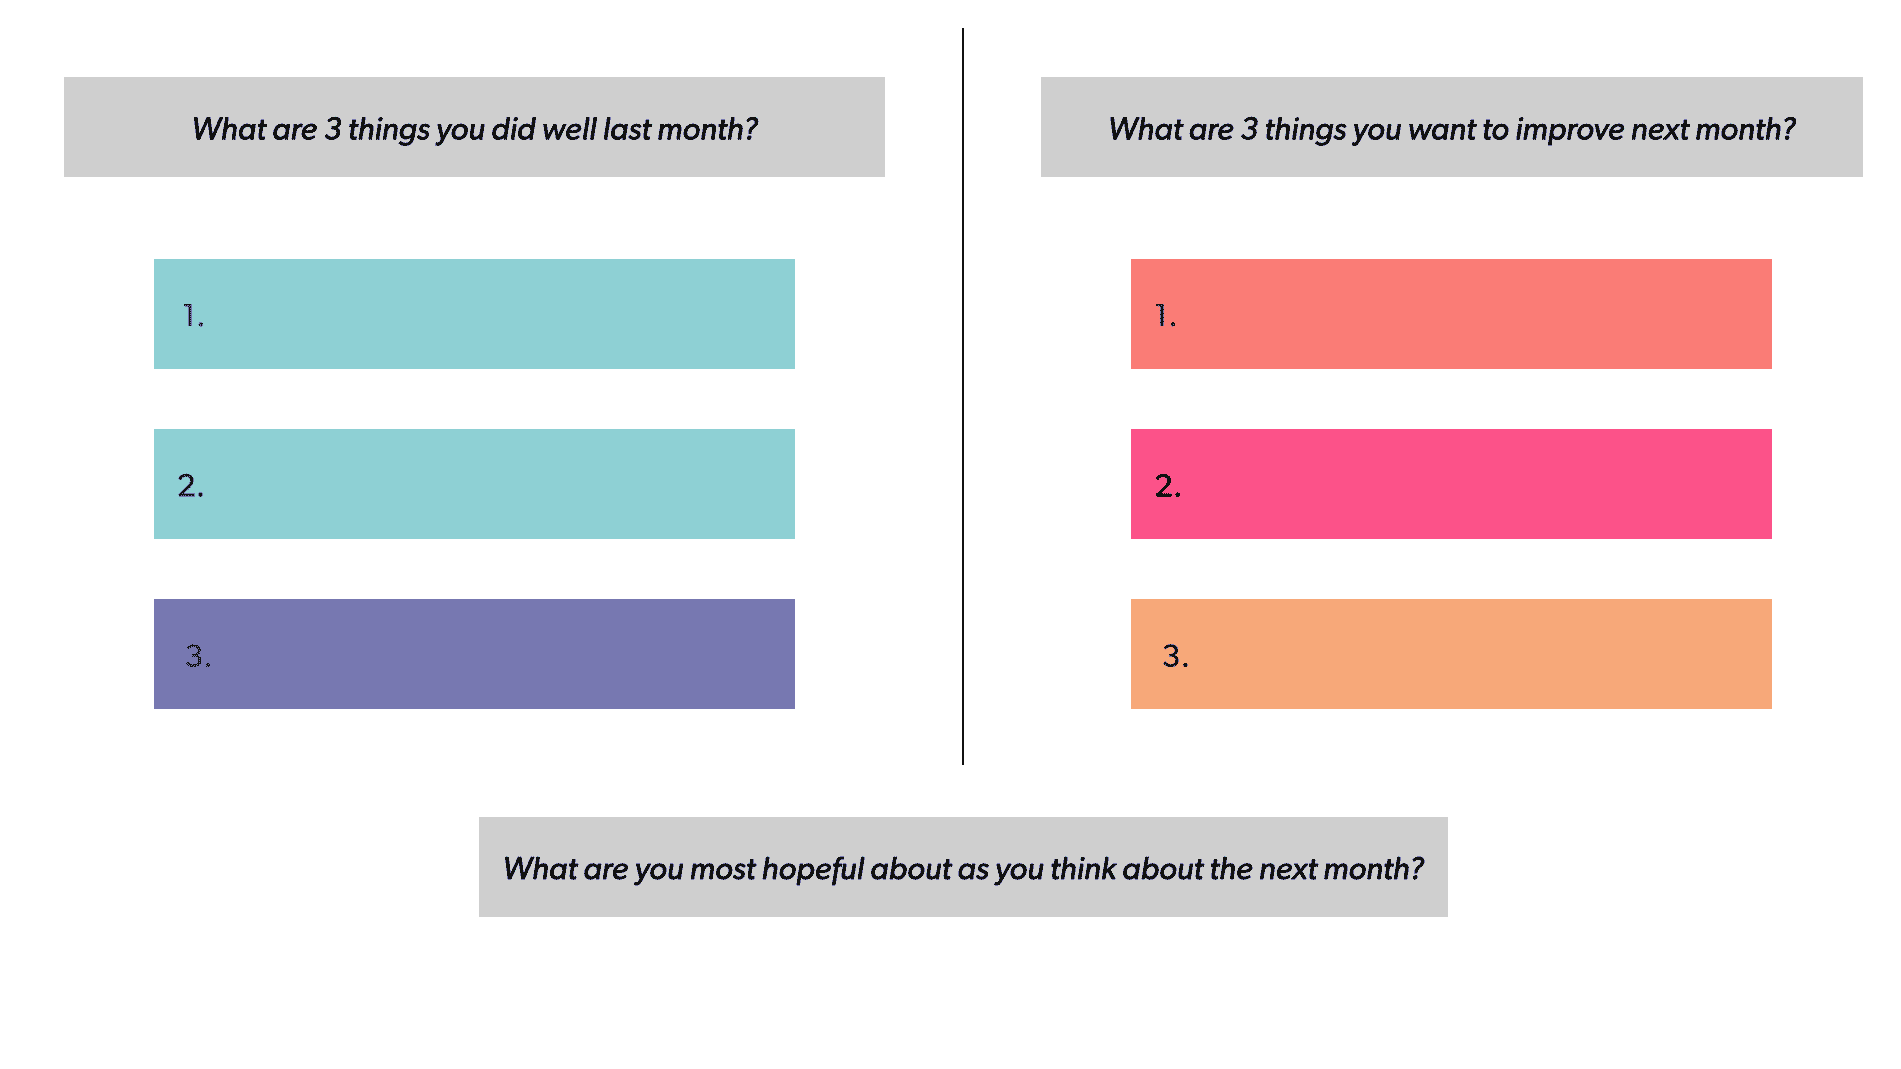 What are 3 things you did well last month?
1.
2.
3.
What are 3 things you want to improve next month?
1.
2.
3.
What are you most hopeful about as you think about the next month?